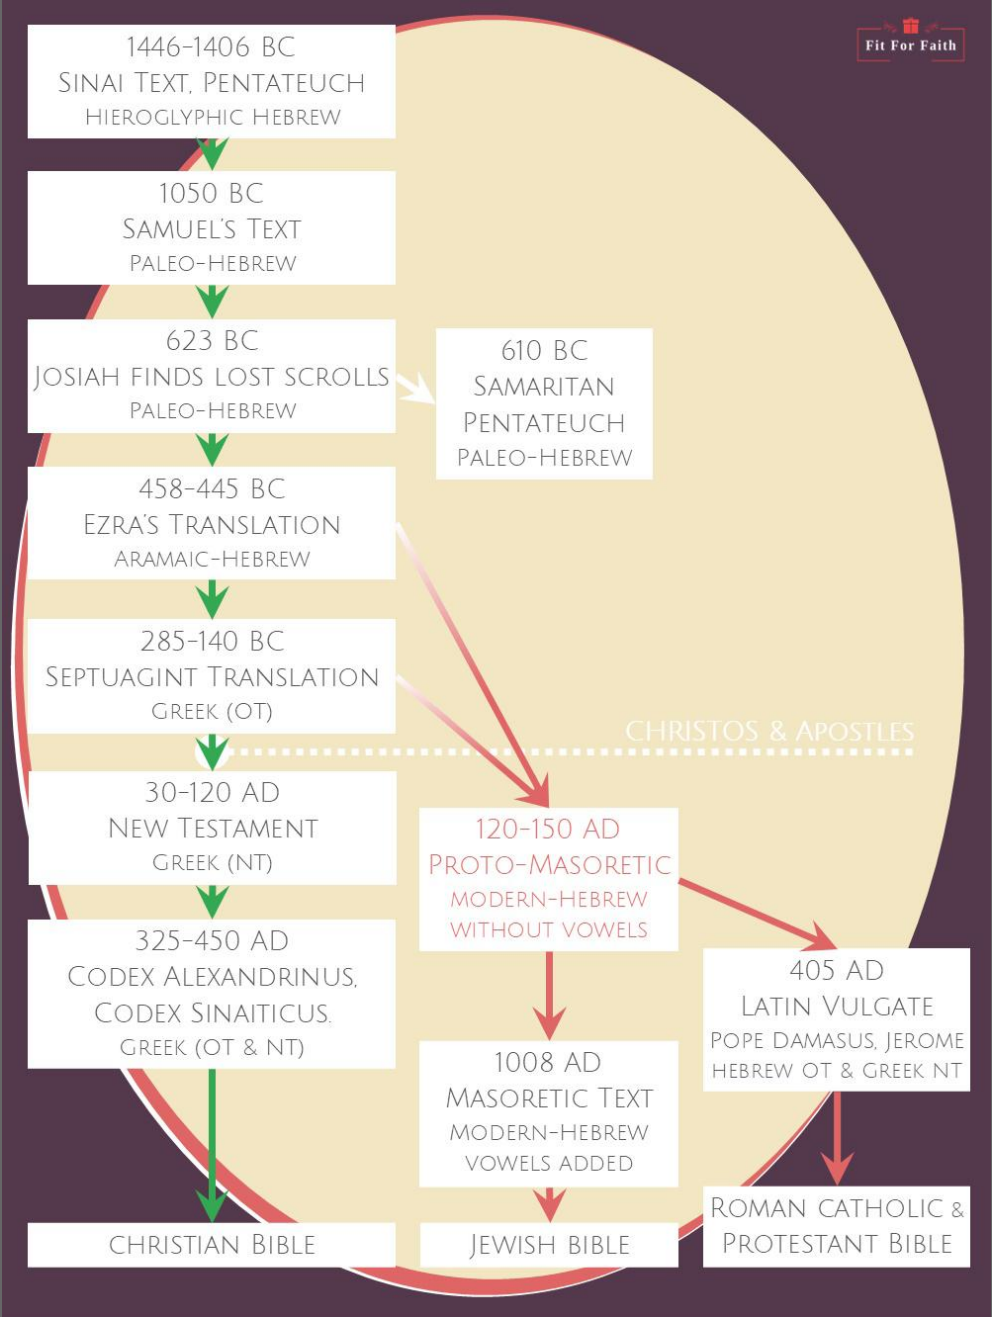 Fit For Faith
1446-1406 BC
Sinai Text, Pentateuch
Hieroglyphic Hebrew
1050 BC
Samuel's Text
Paleo-Hebrew
623 BC
Josiah finds lost scrolls
Paleo-Hebrew
610 BC
Samaritan
Pentateuch
Paleo-Hebrew
458-445 BC
Ezra's Translation
Aramaic-Hebrew
285-140 BC
Septuagint Translation
Greek (OT)
CHRISTOS & Apostles
30-120 AD
New Testament
Greek (NT)
120-150 AD
Proto-Masoretic
modern-Hebrew
without vowels
325-450 AD
Codex Alexandrinus,
Codex Sinaiticus.
Greek (OT & NT)
405 AD
Latin Vulgate
Pope Damasus, Jerome
Hebrew OT & Greek NT
1008 AD
Masoretic Text
modern-Hebrew
vowels added
christian Bible
Jewish bible
Roman catholic &
Protestant Bible